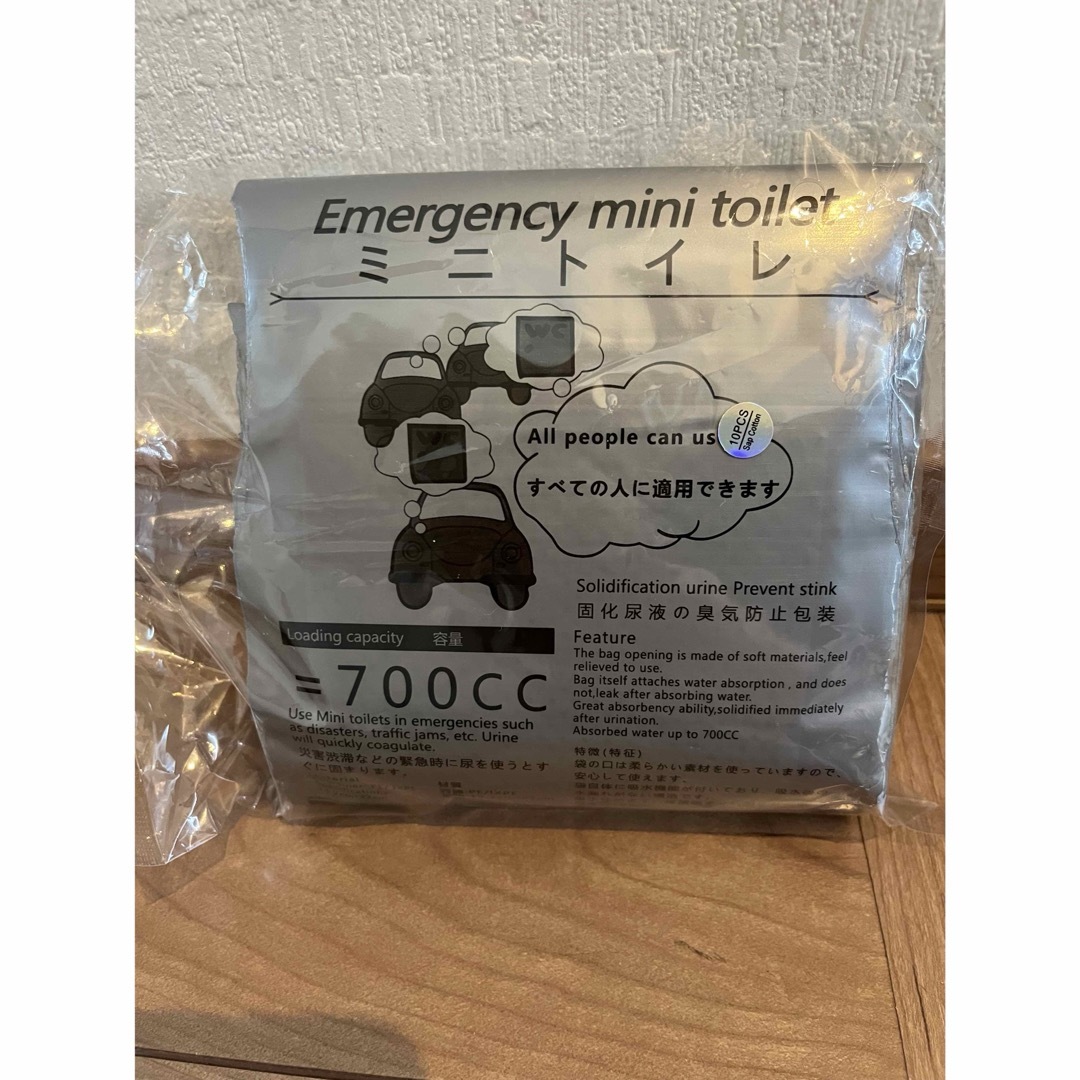 Emergency mini toilet
ミニトイレ
WC
WC
All people can us
10PCS
Sap Cotton
すべての人に適用できます
Solidification urine Prevent stink
固化尿液の臭気防止包装
Loading capacity 容量
= 700CC
Use Mini toilets in emergencies such
as disasters, traffic jams, etc. Urine
will quickly coagulate.
災害渋滞などの緊急時に尿を使うとす
ぐに固まります。
材質
Feature
The bag opening is made of soft materials,feel
relieved to use.
Bag itself attaches water absorption , and does
not,leak after absorbing water.
Great absorbency ability,solidified immediately
after urination.
Absorbed water up to 700CC
特微(特征)
袋の口は柔らかい素材を使っていますので、
安心して使えます。